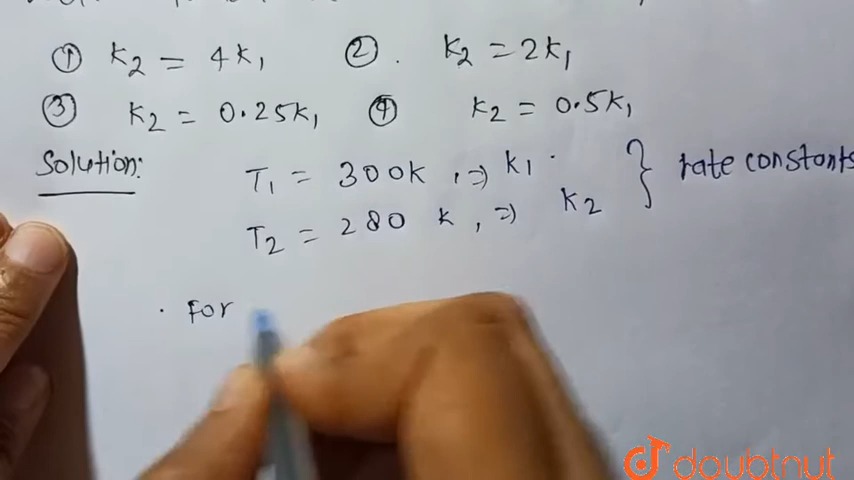 ① K2 = 4K1 ② . K2 = 2K1
③ K2 = 0.25K1 ④ K2 = 0.5K1
Solution:
T1 = 300K , ⇒ K1 . } rate constants
T2 = 280 K , ⇒ K2
. For
doubtnut